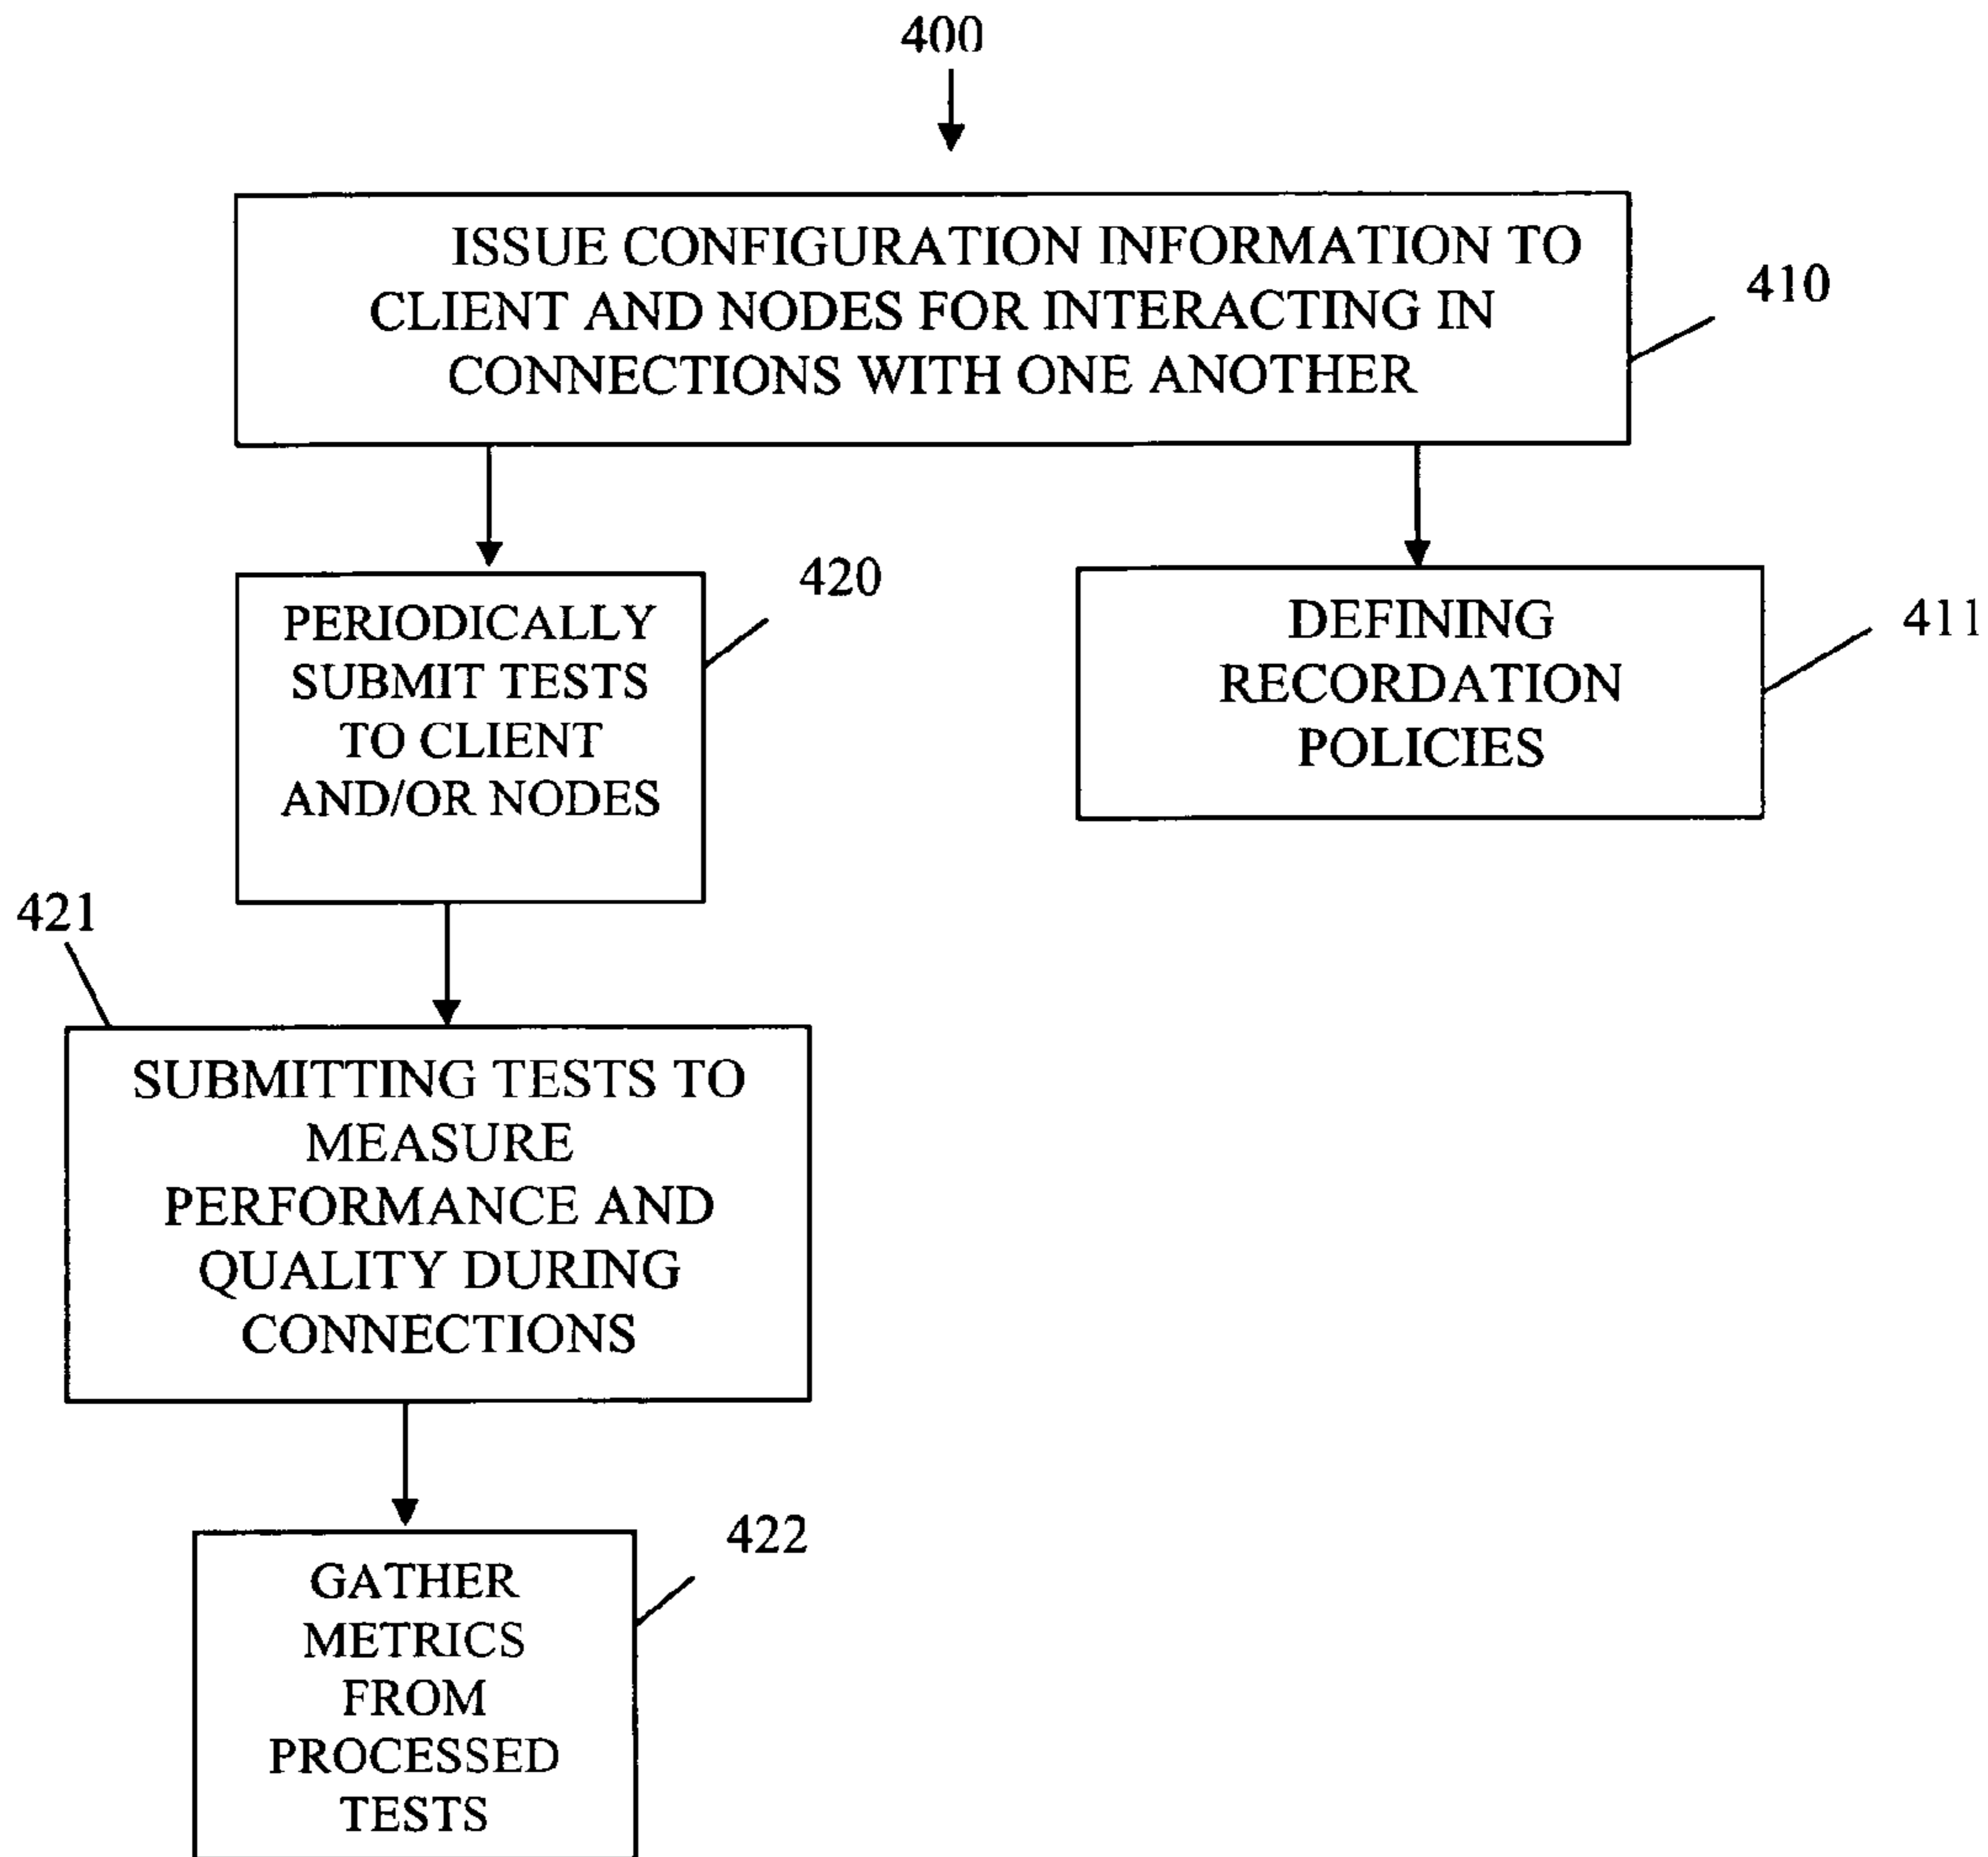 400
ISSUE CONFIGURATION INFORMATION TO
CLIENT AND NODES FOR INTERACTING IN
CONNECTIONS WITH ONE ANOTHER
410
PERIODICALLY
SUBMIT TESTS
TO CLIENT
AND/OR NODES
420
DEFINING
RECORDATION
POLICIES
411
421
SUBMITTING TESTS TO
MEASURE
PERFORMANCE AND
QUALITY DURING
CONNECTIONS
GATHER
METRICS
FROM
PROCESSED
TESTS
422